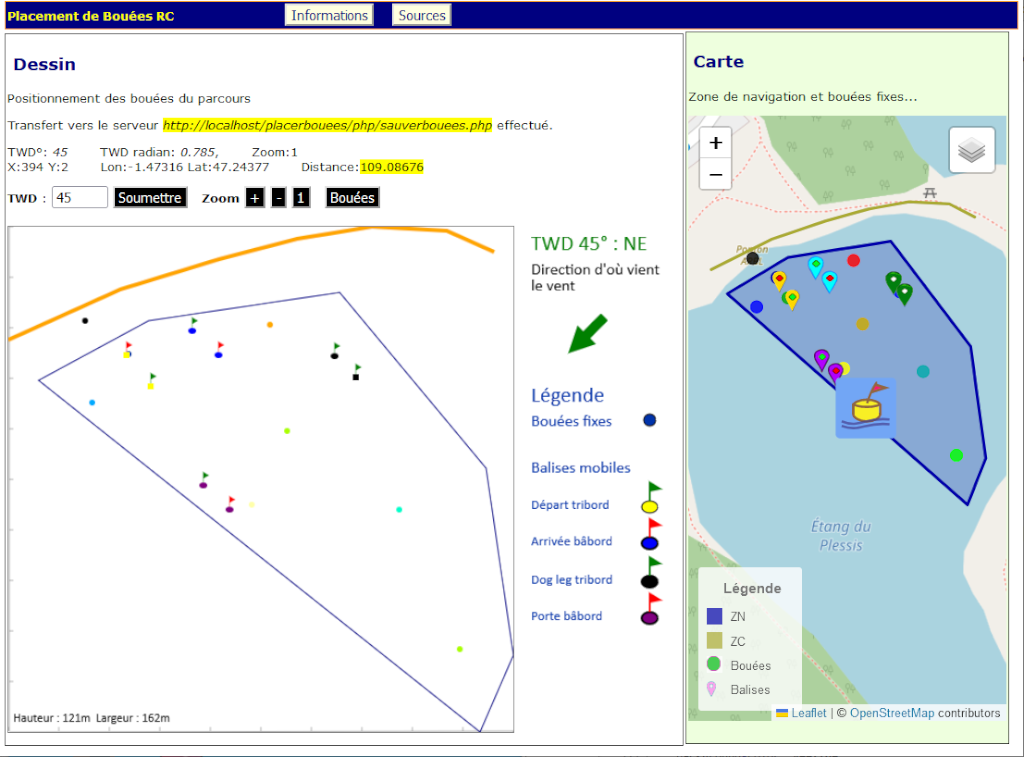 Placement de Bouées RC
Informations
Sources
Dessin
Positionnement des bouées du parcours
Transfert vers le serveur http://localhost/placerbouees/php/sauverbouees.php effectué.
TWD°: 45 TWD radian: 0.785, Zoom:1
X:394 Y:2 Lon:-1.47316 Lat:47.24377 Distance:109.08676
TWD : 45 Soumettre Zoom + - 1 Bouées
TWD 45° : NE
Direction d'où vient
le vent
Légende
Bouées fixes
Balises mobiles
Départ tribord
Arrivée bâbord
Dog leg tribord
Porte bâbord
Hauteur : 121m Largeur : 162m
Carte
Zone de navigation et bouées fixes...
+
−
Étang du
Plessis
Légende
ZN
ZC
Bouées
Balises
Leaflet | © OpenStreetMap contributors